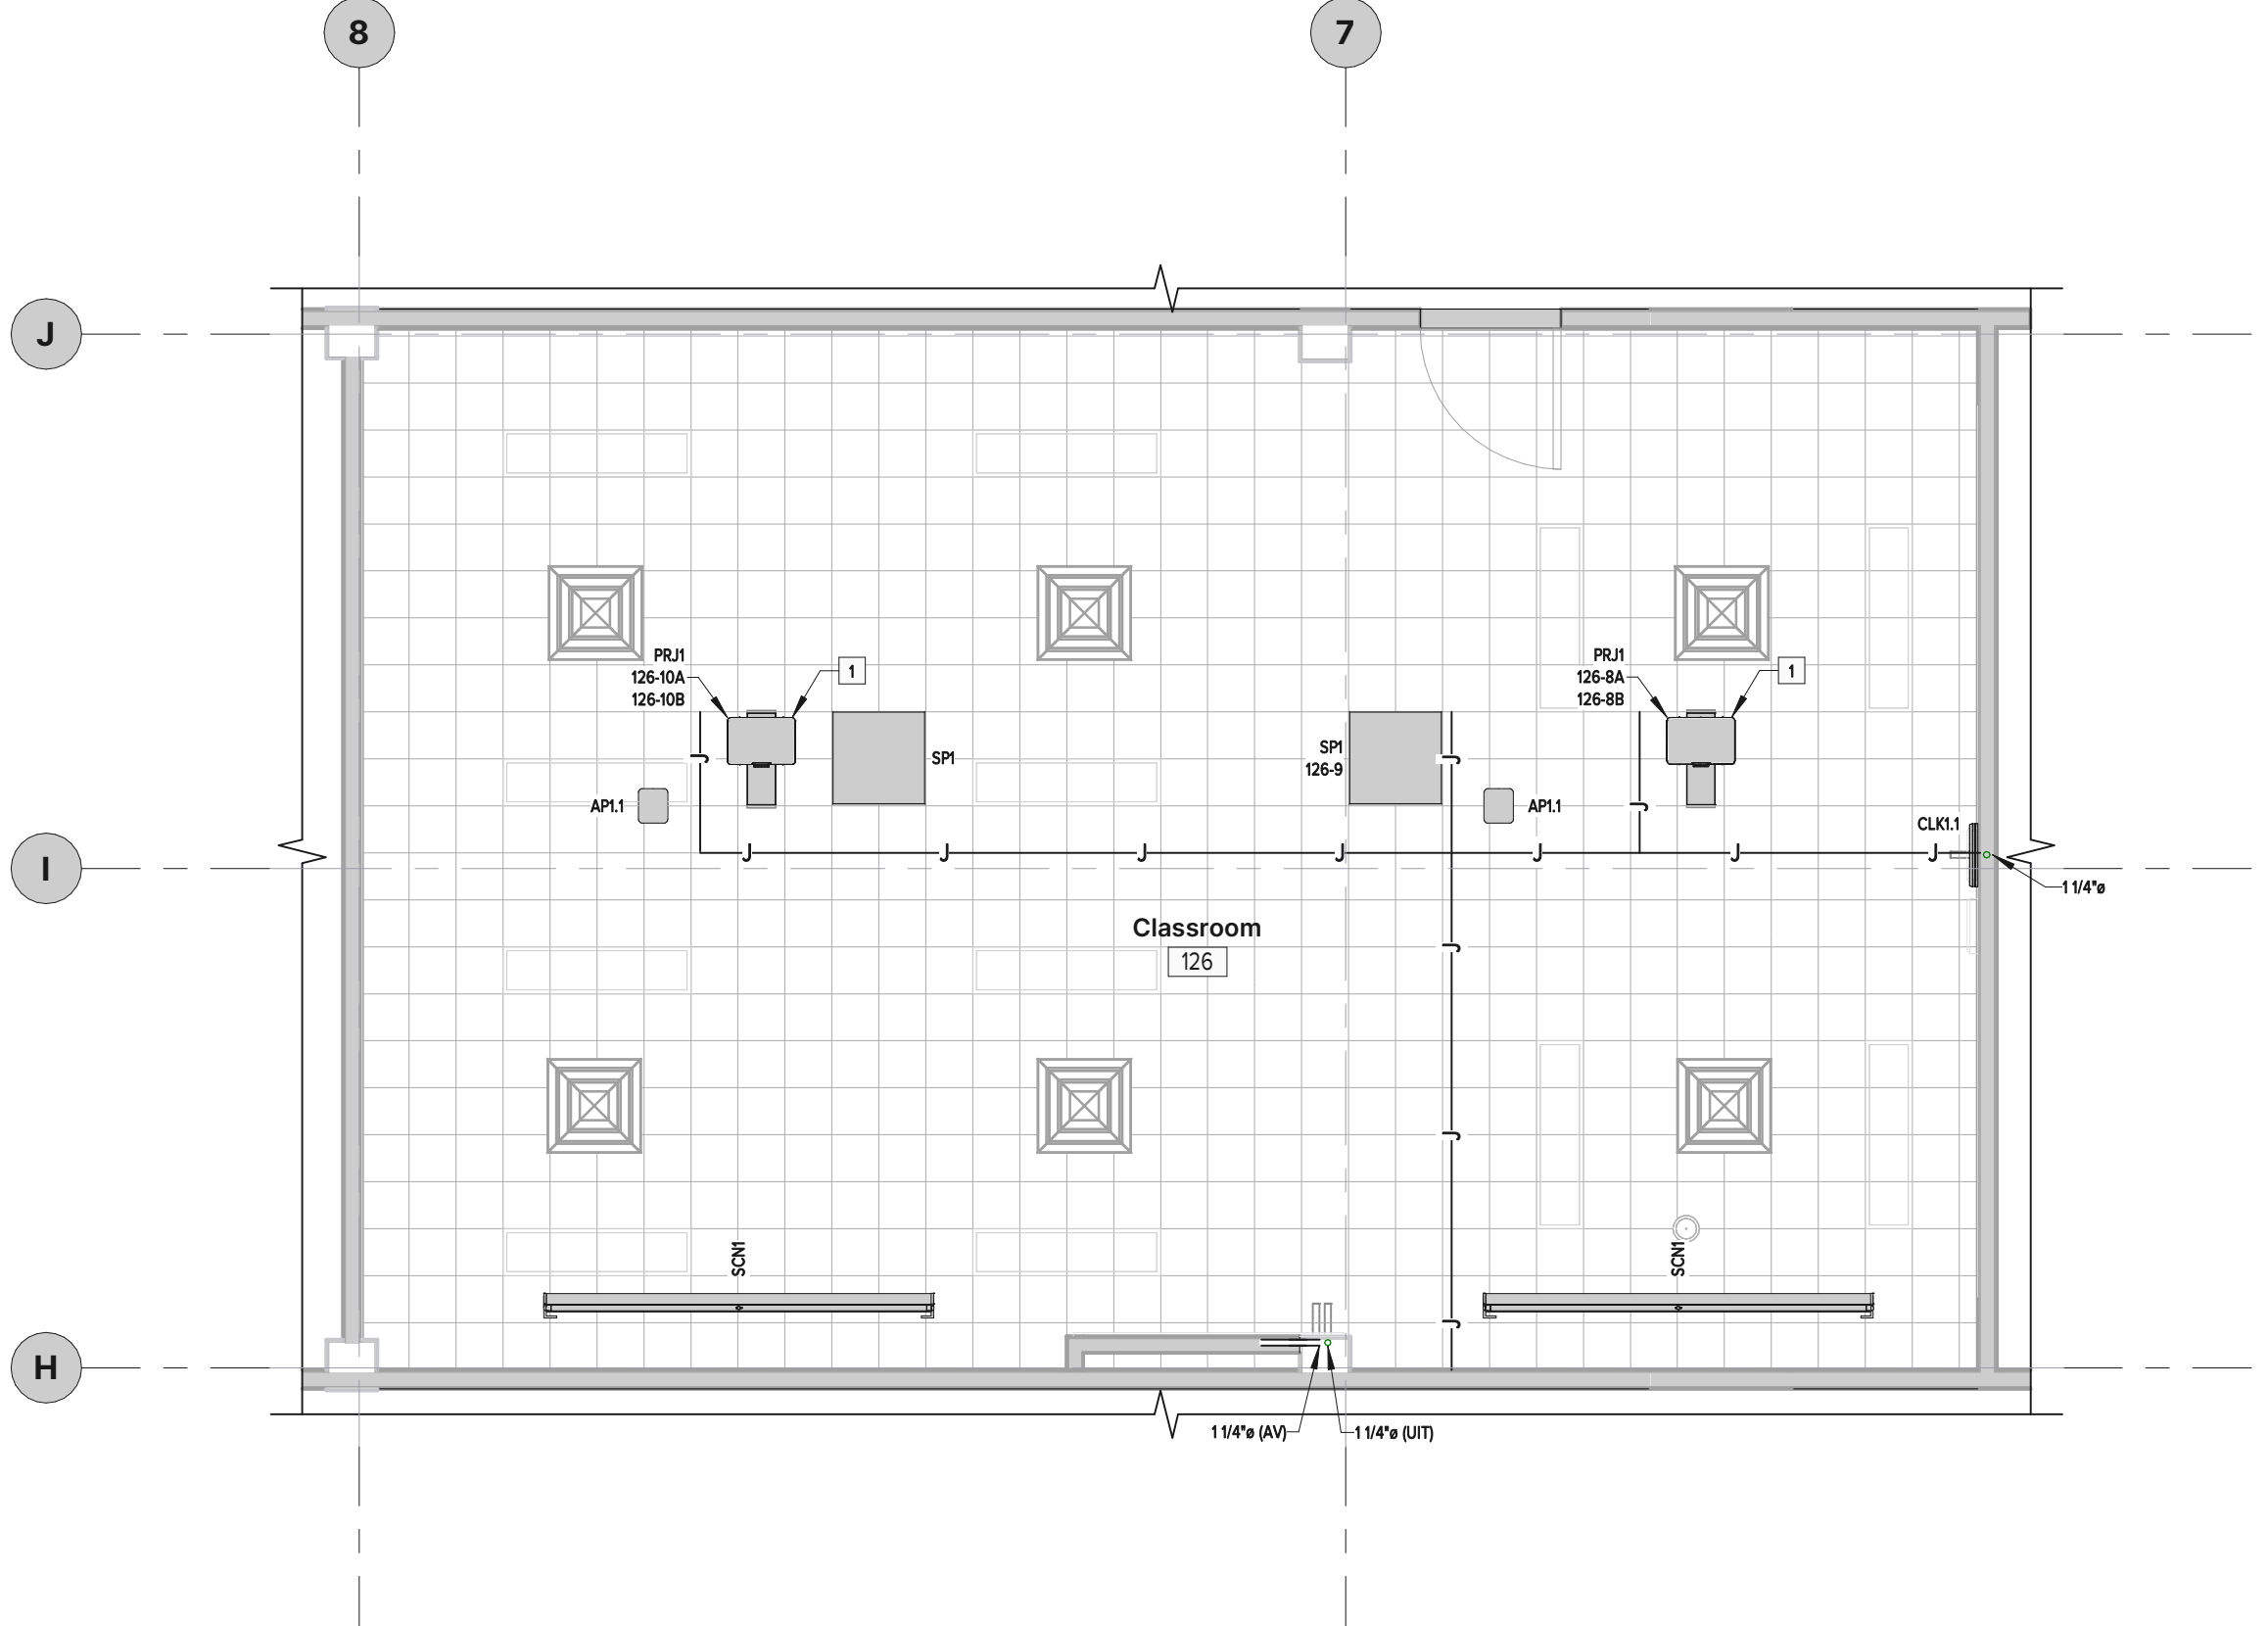 8
7
J
PRJ1
126-10A
126-10B
1
PRJ1
126-8A
126-8B
1
SP1
SP1
126-9
J
J
AP1.1
AP1.1
J
CLK1.1
J
J
J
J
J
J
J
I
1 1/4"ø
Classroom
126
J
J
SCN1
SCN1
J
H
1 1/4"ø (AV)
1 1/4"ø (UIT)